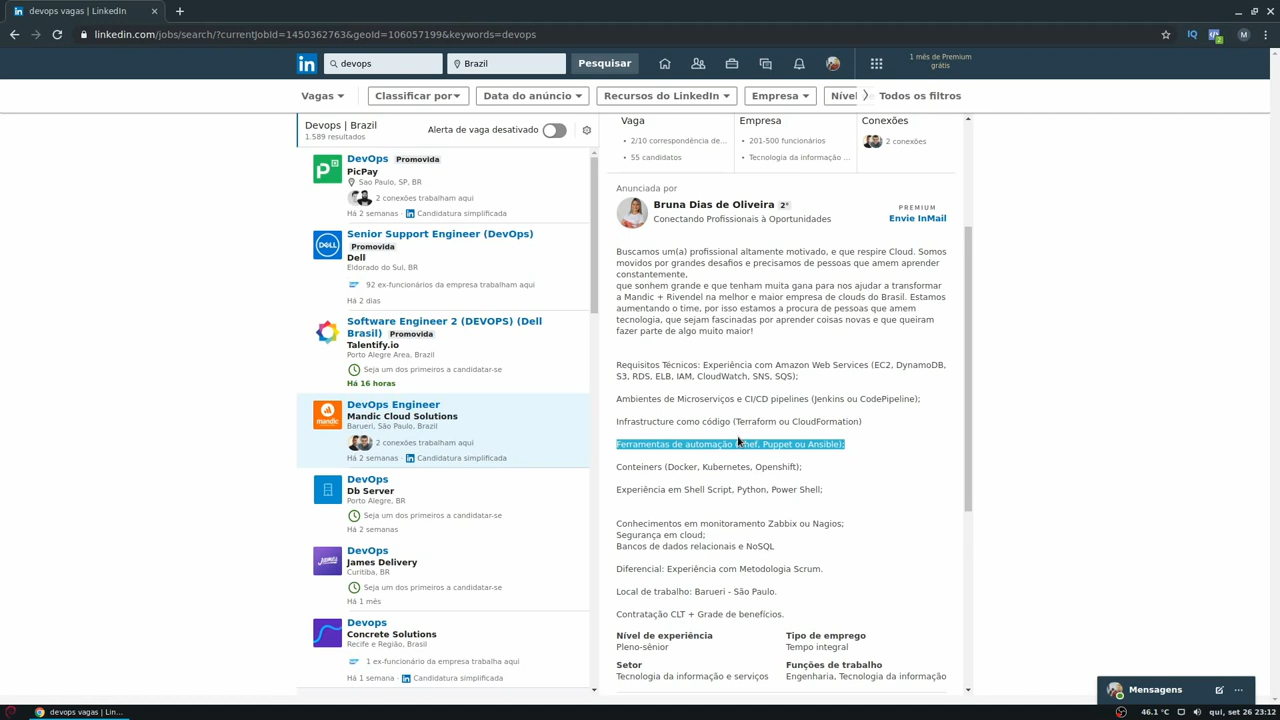 devops vagas | LinkedIn
linkedin.com/jobs/search/?currentJobId=1450362763&geoId=106057199&keywords=devops
IQ
M
in
devops
Brazil
Pesquisar
1 mês de Premium
grátis
Vagas
Classificar por
Data do anúncio
Recursos do LinkedIn
Empresa
Nível
Todos os filtros
Devops | Brazil
1.589 resultados
Alerta de vaga desativado
DevOps Promovida
PicPay
Sao Paulo, SP, BR
2 conexões trabalham aqui
Há 2 semanas · in Candidatura simplificada
Senior Support Engineer (DevOps)
Promovida
DELL
Dell
Eldorado do Sul, BR
92 ex-funcionários da empresa trabalham aqui
Há 2 dias
Software Engineer 2 (DEVOPS) (Dell
Brasil) Promovida
Talentify.io
Porto Alegre Area, Brazil
Seja um dos primeiros a candidatar-se
Há 16 horas
DevOps Engineer
mandic
Mandic Cloud Solutions
Barueri, São Paulo, Brazil
2 conexões trabalham aqui
Há 2 semanas · in Candidatura simplificada
DevOps
Db Server
Porto Alegre, BR
Seja um dos primeiros a candidatar-se
Há 2 semanas
DevOps
James
James Delivery
Curitiba, BR
Seja um dos primeiros a candidatar-se
Há 1 mês
Devops
Concrete Solutions
Recife e Região, Brasil
1 ex-funcionário da empresa trabalha aqui
Há 1 semana · in Candidatura simplificada
Vaga
• 2/10 correspondência de...
• 55 candidatos
Empresa
• 201-500 funcionários
• Tecnologia da informação ...
Conexões
2 conexões
Anunciada por
Bruna Dias de Oliveira 2°
Conectando Profissionais à Oportunidades
PREMIUM
Envie InMail
Buscamos um(a) profissional altamente motivado, e que respire Cloud. Somos
movidos por grandes desafios e precisamos de pessoas que amem aprender
constantemente,
que sonhem grande e que tenham muita gana para nos ajudar a transformar
a Mandic + Rivendel na melhor e maior empresa de clouds do Brasil. Estamos
aumentando o time, por isso estamos a procura de pessoas que amem
tecnologia, que sejam fascinadas por aprender coisas novas e que queiram
fazer parte de algo muito maior!
Requisitos Técnicos: Experiência com Amazon Web Services (EC2, DynamoDB,
S3, RDS, ELB, IAM, CloudWatch, SNS, SQS);
Ambientes de Microserviços e CI/CD pipelines (Jenkins ou CodePipeline);
Infrastructure como código (Terraform ou CloudFormation)
Ferramentas de automação (Chef, Puppet ou Ansible);
Conteiners (Docker, Kubernetes, Openshift);
Experiência em Shell Script, Python, Power Shell;
Conhecimentos em monitoramento Zabbix ou Nagios;
Segurança em cloud;
Bancos de dados relacionais e NoSQL
Diferencial: Experiência com Metodologia Scrum.
Local de trabalho: Barueri - São Paulo.
Contratação CLT + Grade de benefícios.
Nível de experiência
Pleno-sênior
Tipo de emprego
Tempo integral
Setor
Tecnologia da informação e serviços
Funções de trabalho
Engenharia, Tecnologia da informação
Mensagens
devops vagas | Lin...
46.1 °C
qui, set 26 23:12